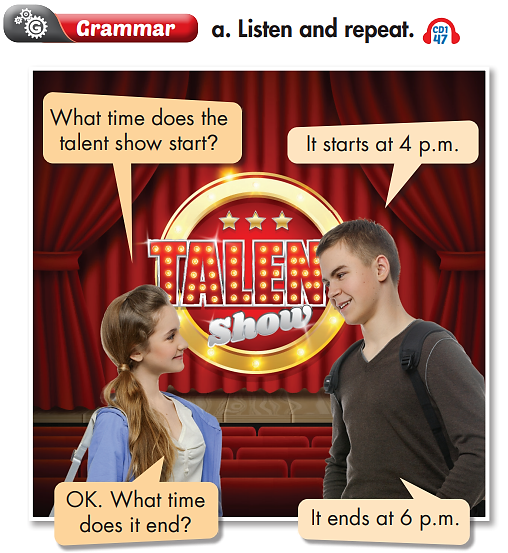 Grammar
a. Listen and repeat.
CD1
47
What time does the
talent show start?
It starts at 4 p.m.
TALEN
Show
OK. What time
does it end?
It ends at 6 p.m.